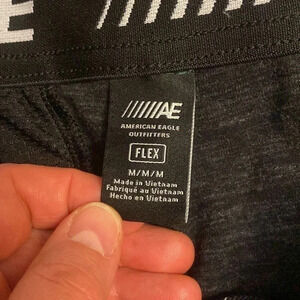 AE
AMERICAN EAGLE
OUTFITTERS
FLEX
M/M/M
Made in Vietnam
Fabriqué au Vietnam
Hecho en Vietnam